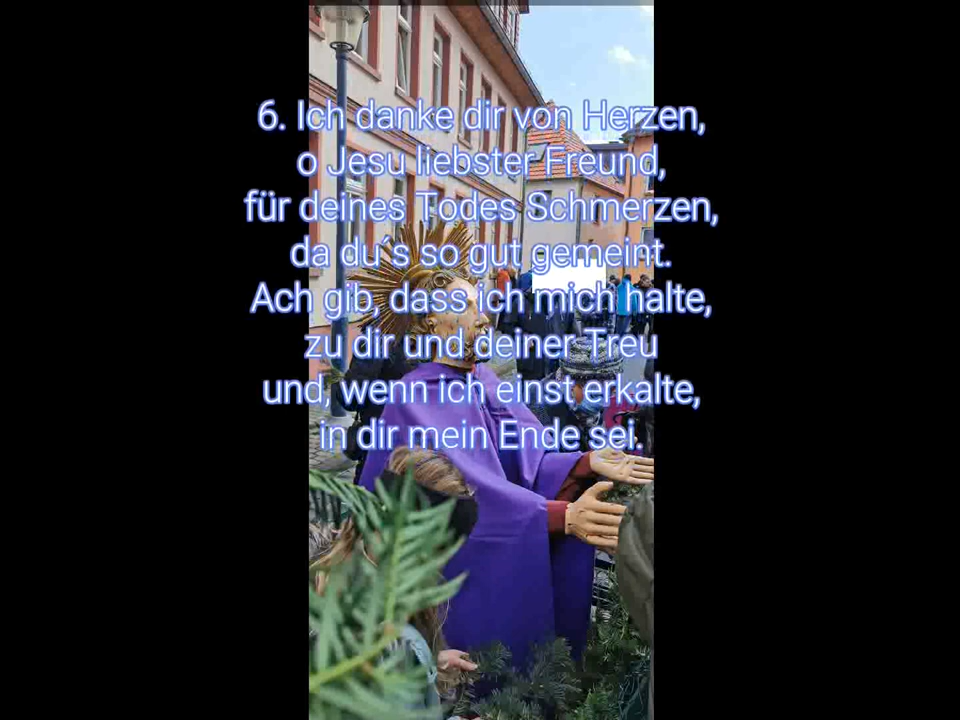 6. Ich danke dir von Herzen,
o Jesu liebster Freund,
für deines Todes Schmerzen,
da du´s so gut gemeint.
Ach gib, dass ich mich halte,
zu dir und deiner Treu
und, wenn ich einst erkalte,
in dir mein Ende sei.